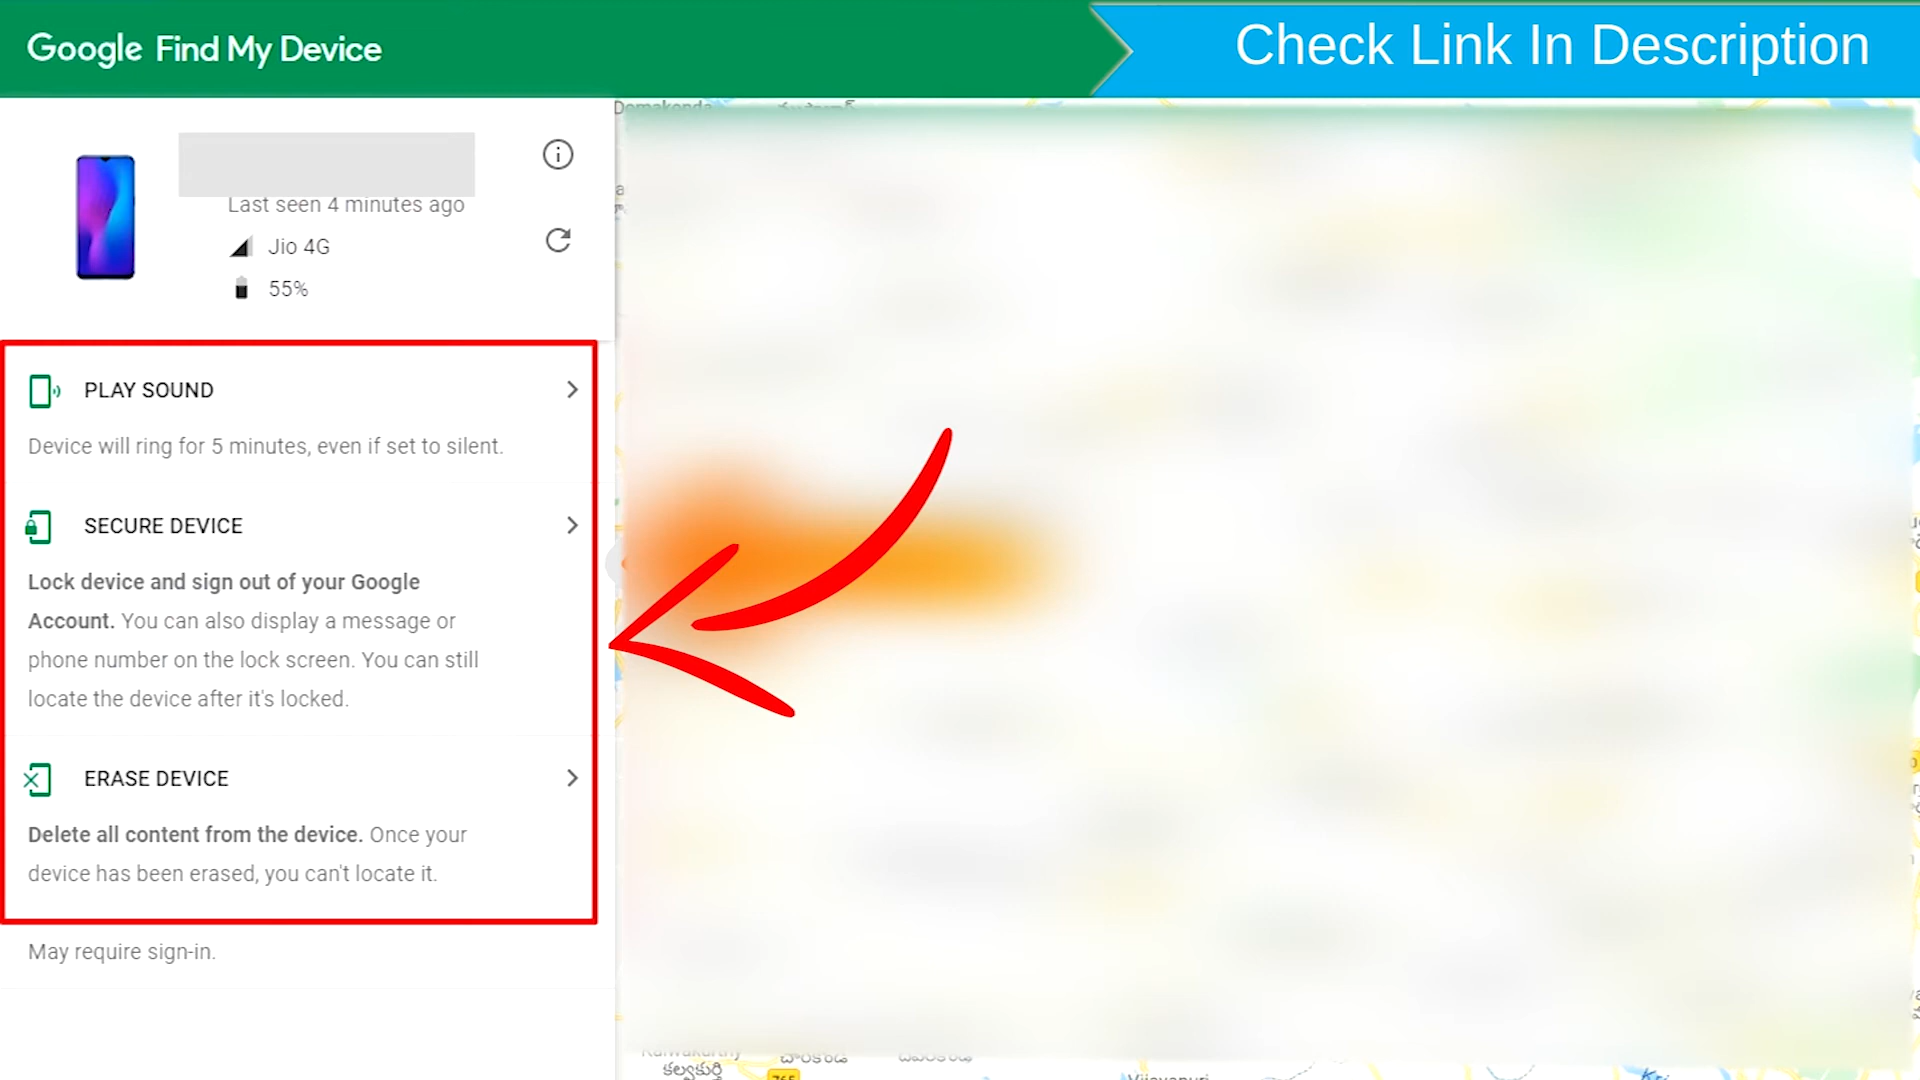 Google Find My Device
Check Link In Description
Domakonda
Last seen 4 minutes ago
Jio 4G
55%
PLAY SOUND
Device will ring for 5 minutes, even if set to silent.
SECURE DEVICE
Lock device and sign out of your Google
Account. You can also display a message or
phone number on the lock screen. You can still
locate the device after it's locked.
ERASE DEVICE
Delete all content from the device. Once your
device has been erased, you can't locate it.
May require sign-in.
కల్వకుర్తి
765